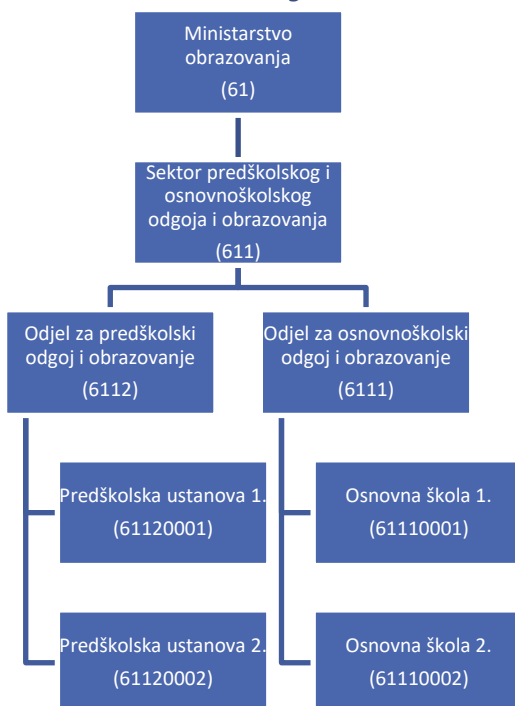 Ministarstvo
obrazovanja
(61)
Sektor predškolskog i
osnovnoškolskog
odgoja i obrazovanja
(611)
Odjel za predškolski
odgoj i obrazovanje
(6112)
Odjel za osnovnoškolski
odgoj i obrazovanje
(6111)
Predškolska ustanova 1.
(61120001)
Osnovna škola 1.
(61110001)
Predškolska ustanova 2.
(61120002)
Osnovna škola 2.
(61110002)